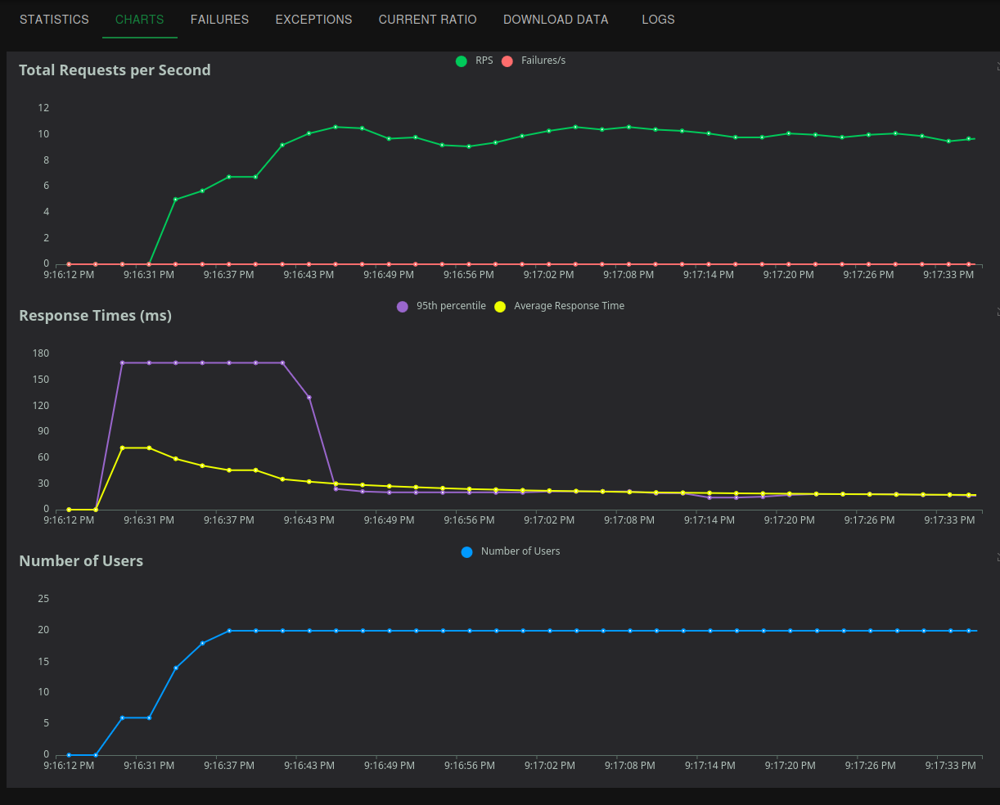 STATISTICS CHARTS FAILURES EXCEPTIONS CURRENT RATIO DOWNLOAD DATA LOGS
Total Requests per Second
RPS Failures/s
12
10
8
6
4
2
0
9:16:12 PM 9:16:31 PM 9:16:37 PM 9:16:43 PM 9:16:49 PM 9:16:56 PM 9:17:02 PM 9:17:08 PM 9:17:14 PM 9:17:20 PM 9:17:26 PM 9:17:33 PM
Response Times (ms)
95th percentile Average Response Time
180
150
120
90
60
30
0
9:16:12 PM 9:16:31 PM 9:16:37 PM 9:16:43 PM 9:16:49 PM 9:16:56 PM 9:17:02 PM 9:17:08 PM 9:17:14 PM 9:17:20 PM 9:17:26 PM 9:17:33 PM
Number of Users
Number of Users
25
20
15
10
5
0
9:16:12 PM 9:16:31 PM 9:16:37 PM 9:16:43 PM 9:16:49 PM 9:16:56 PM 9:17:02 PM 9:17:08 PM 9:17:14 PM 9:17:20 PM 9:17:26 PM 9:17:33 PM